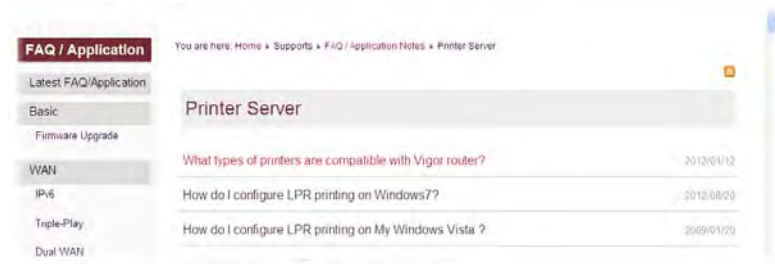 FAQ / Application
Latest FAQ/Application
Basic
Firmware Upgrade
WAN
IPv6
Triple-Play
Dual WAN
You are here: Home » Supports » FAQ / Application Notes » Printer Server
Printer Server
What types of printers are compatible with Vigor router? 2012/01/12
How do I configure LPR printing on Windows7? 2012/08/20
How do I configure LPR printing on My Windows Vista ? 2009/01/20